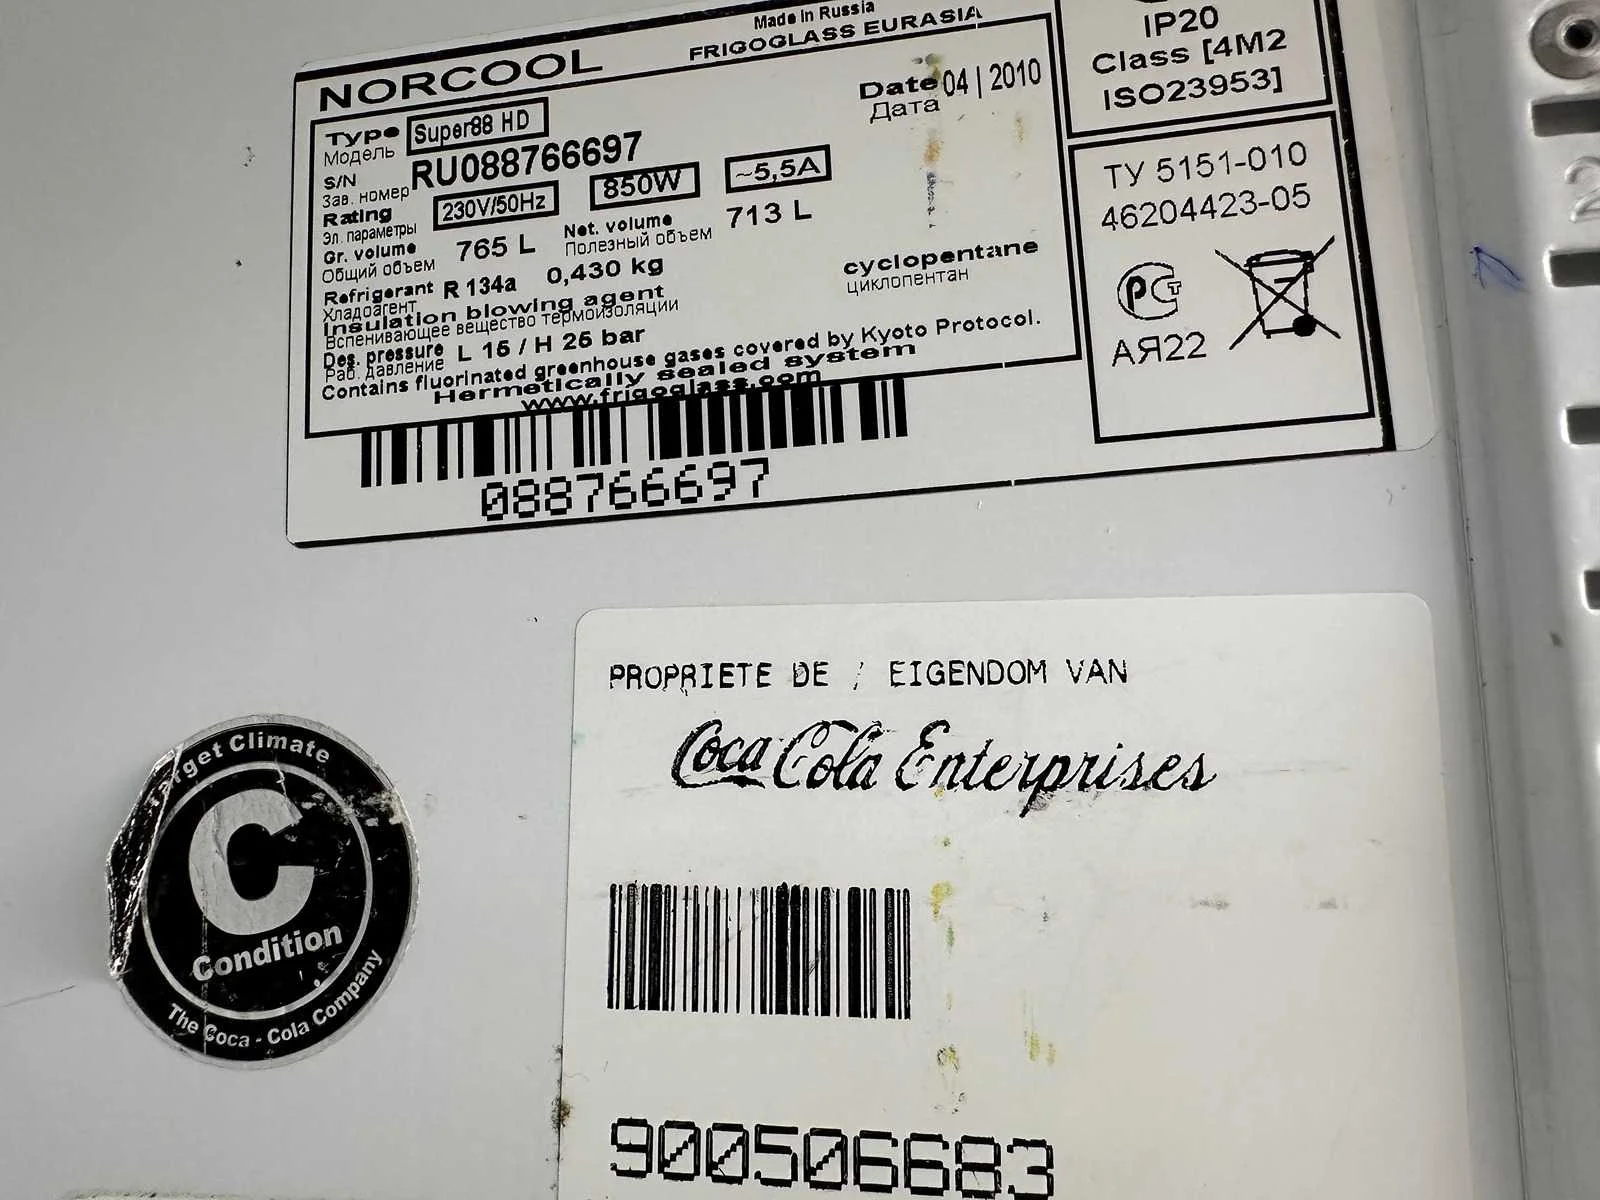 Made in Russia
FRIGOGLASS EURASIA
NORCOOL
Date 04 | 2010
Дата
Type Super88 HD
Модель
S/N RU088766697
Зав. номер
Rating 230V/50Hz 850W ~5,5A
Эл. параметры
Gr. volume 765 L Net. volume 713 L
Общий объем Полезный объем
Refrigerant R 134a 0,430 kg
Хладоагент
Insulation blowing agent cyclopentane
Вспенивающее вещество термоизоляции циклопентан
Des. pressure L 15 / H 25 bar
Раб. давление
Contains fluorinated greenhouse gases covered by Kyoto Protocol.
Hermetically sealed system
www.frigoglass.com
088766697
IP20
Class [4M2
ISO23953]
ТУ 5151-010
46204423-05
РСТ
АЯ22
2
PROPRIETE DE / EIGENDOM VAN
Coca Cola Enterprises
900506683
Target Climate
C
Condition
The Coca - Cola Company